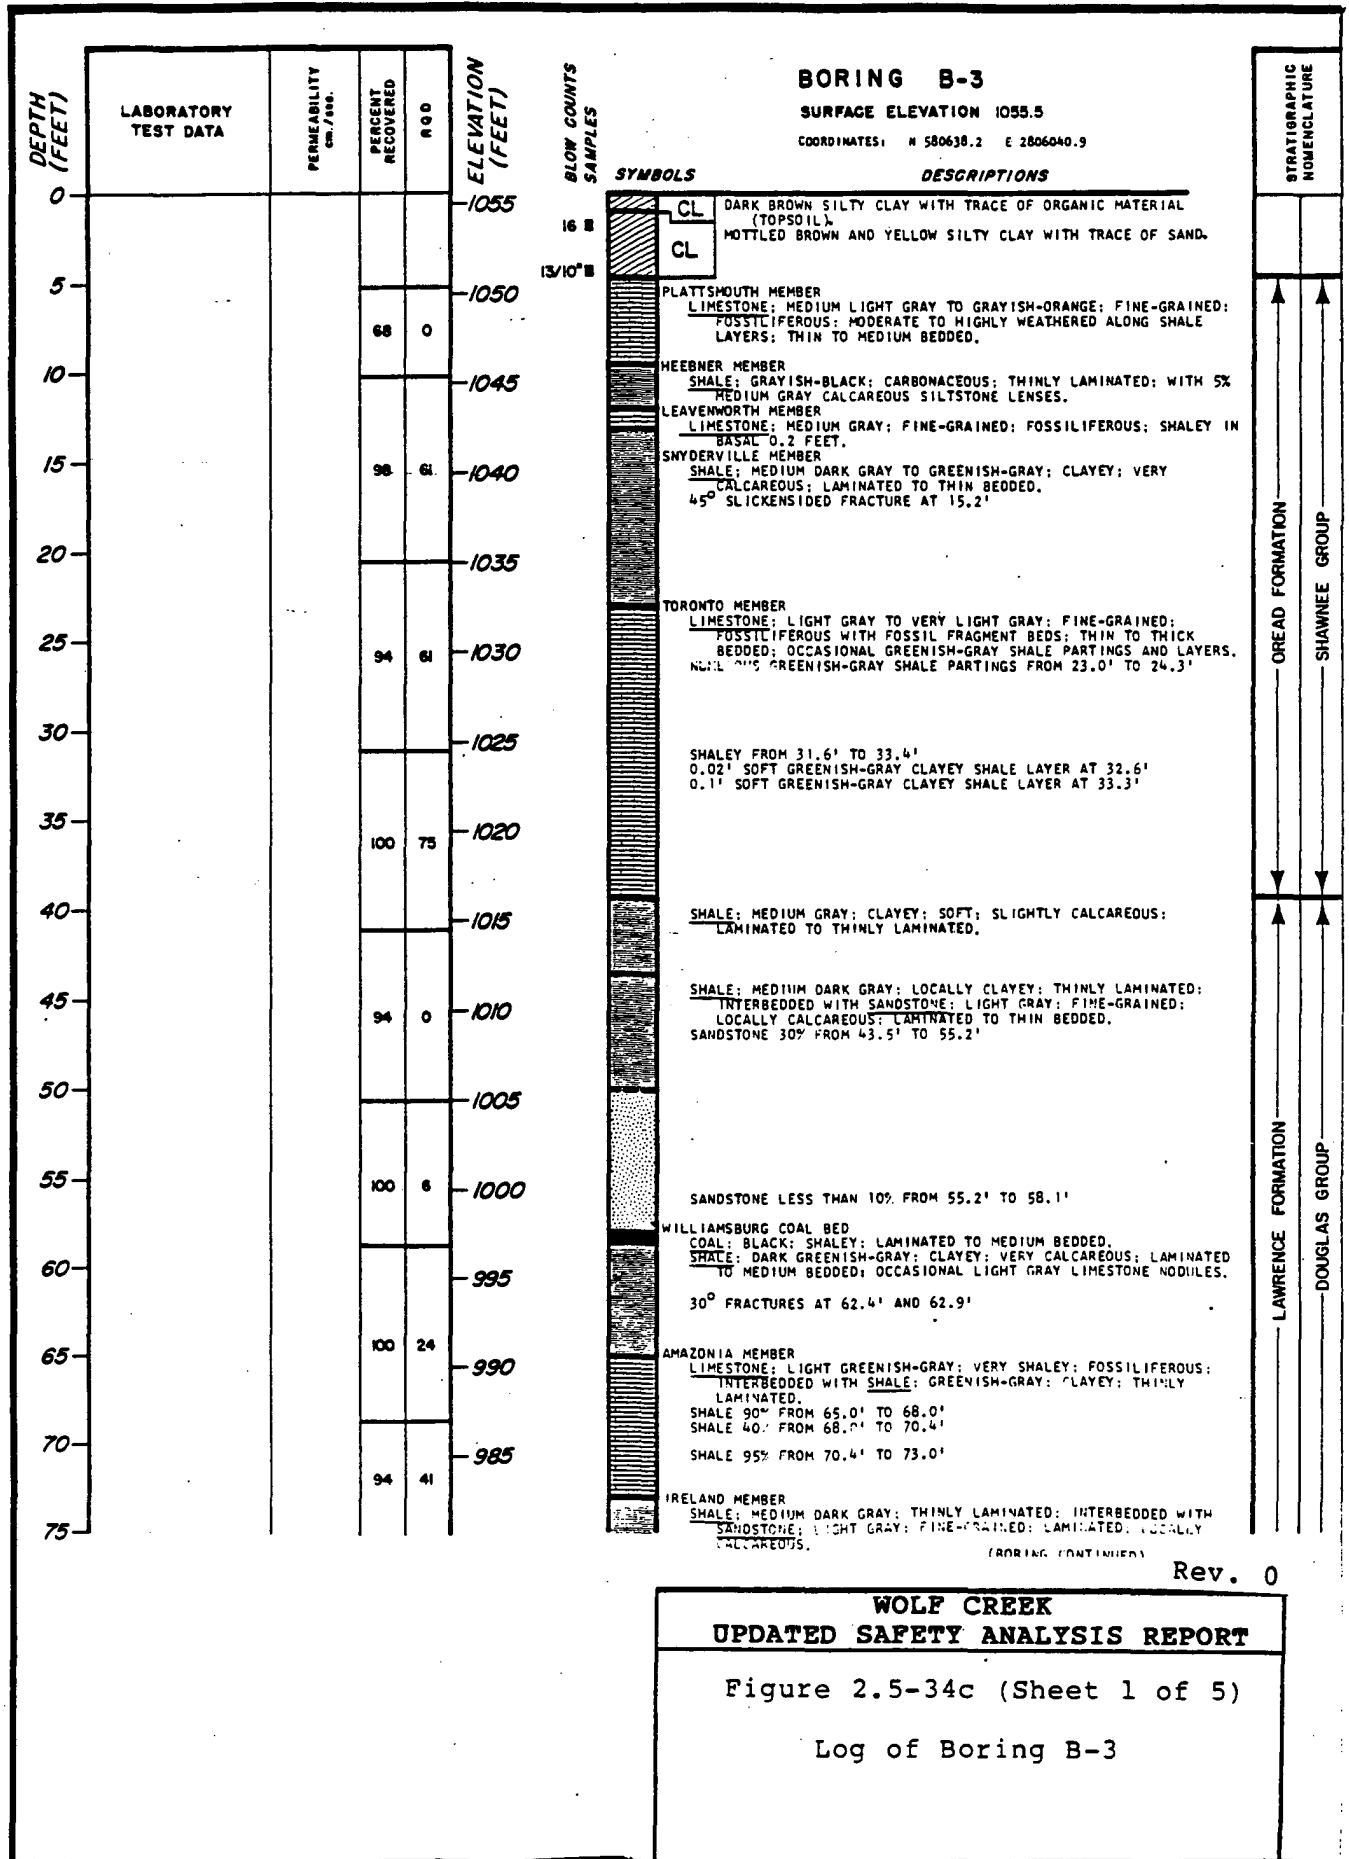 DEPTH
(FEET)
LABORATORY
TEST DATA
PERMEABILITY
cm./sec.
PERCENT
RECOVERED
RQD
ELEVATION
(FEET)
BLOW COUNTS
SAMPLES
BORING B-3
SURFACE ELEVATION 1055.5
COORDINATES: N 580638.2 E 2806040.9
SYMBOLS
DESCRIPTIONS
STRATIGRAPHIC
NOMENCLATURE
0
5
10
15
20
25
30
35
40
45
50
55
60
65
70
75
68 0
98 61
94 61
100 75
94 0
100 6
100 24
94 41
1055
1050
1045
1040
1035
1030
1025
1020
1015
1010
1005
1000
995
990
985
16
13/10"
CL
CL
DARK BROWN SILTY CLAY WITH TRACE OF ORGANIC MATERIAL
(TOPSOIL).
MOTTLED BROWN AND YELLOW SILTY CLAY WITH TRACE OF SAND.
PLATTSMOUTH MEMBER
LIMESTONE; MEDIUM LIGHT GRAY TO GRAYISH-ORANGE; FINE-GRAINED;
FOSSILIFEROUS; MODERATE TO HIGHLY WEATHERED ALONG SHALE
LAYERS; THIN TO MEDIUM BEDDED.
HEEBNER MEMBER
SHALE; GRAYISH-BLACK; CARBONACEOUS; THINLY LAMINATED; WITH 5%
MEDIUM GRAY CALCAREOUS SILTSTONE LENSES.
LEAVENWORTH MEMBER
LIMESTONE; MEDIUM GRAY; FINE-GRAINED; FOSSILIFEROUS; SHALEY IN
BASAL 0.2 FEET.
SNYDERVILLE MEMBER
SHALE; MEDIUM DARK GRAY TO GREENISH-GRAY; CLAYEY; VERY
CALCAREOUS; LAMINATED TO THIN BEDDED.
45° SLICKENSIDED FRACTURE AT 15.2'
TORONTO MEMBER
LIMESTONE; LIGHT GRAY TO VERY LIGHT GRAY; FINE-GRAINED;
FOSSILIFEROUS WITH FOSSIL FRAGMENT BEDS; THIN TO THICK
BEDDED; OCCASIONAL GREENISH-GRAY SHALE PARTINGS AND LAYERS.
GREENISH-GRAY SHALE PARTINGS FROM 23.0' TO 24.3'
SHALEY FROM 31.6' TO 33.4'
0.02' SOFT GREENISH-GRAY CLAYEY SHALE LAYER AT 32.6'
0.1' SOFT GREENISH-GRAY CLAYEY SHALE LAYER AT 33.3'
SHALE; MEDIUM GRAY; CLAYEY; SOFT; SLIGHTLY CALCAREOUS;
LAMINATED TO THINLY LAMINATED.
SHALE; MEDIUM DARK GRAY; LOCALLY CLAYEY; THINLY LAMINATED;
INTERBEDDED WITH SANDSTONE; LIGHT GRAY; FINE-GRAINED;
LOCALLY CALCAREOUS; LAMINATED TO THIN BEDDED.
SANDSTONE 30% FROM 43.5' TO 55.2'
SANDSTONE LESS THAN 10% FROM 55.2' TO 58.1'
WILLIAMSBURG COAL BED
COAL; BLACK; SHALEY; LAMINATED TO MEDIUM BEDDED.
SHALE; DARK GREENISH-GRAY; CLAYEY; VERY CALCAREOUS; LAMINATED
TO MEDIUM BEDDED; OCCASIONAL LIGHT GRAY LIMESTONE NODULES.
30° FRACTURES AT 62.4' AND 62.9'
AMAZONIA MEMBER
LIMESTONE; LIGHT GREENISH-GRAY; VERY SHALEY; FOSSILIFEROUS;
INTERBEDDED WITH SHALE; GREENISH-GRAY; CLAYEY; THINLY
LAMINATED.
SHALE 90% FROM 65.0' TO 68.0'
SHALE 40% FROM 68.0' TO 70.4'
SHALE 95% FROM 70.4' TO 73.0'
IRELAND MEMBER
SHALE; MEDIUM DARK GRAY; THINLY LAMINATED; INTERBEDDED WITH
SANDSTONE; LIGHT GRAY; FINE-GRAINED; LAMINATED; LOCALLY
CALCAREOUS.
(BORING CONTINUED)
OREAD FORMATION
SHAWNEE GROUP
LAWRENCE FORMATION
DOUGLAS GROUP
Rev. 0
WOLF CREEK
UPDATED SAFETY ANALYSIS REPORT
Figure 2.5-34c (Sheet 1 of 5)
Log of Boring B-3